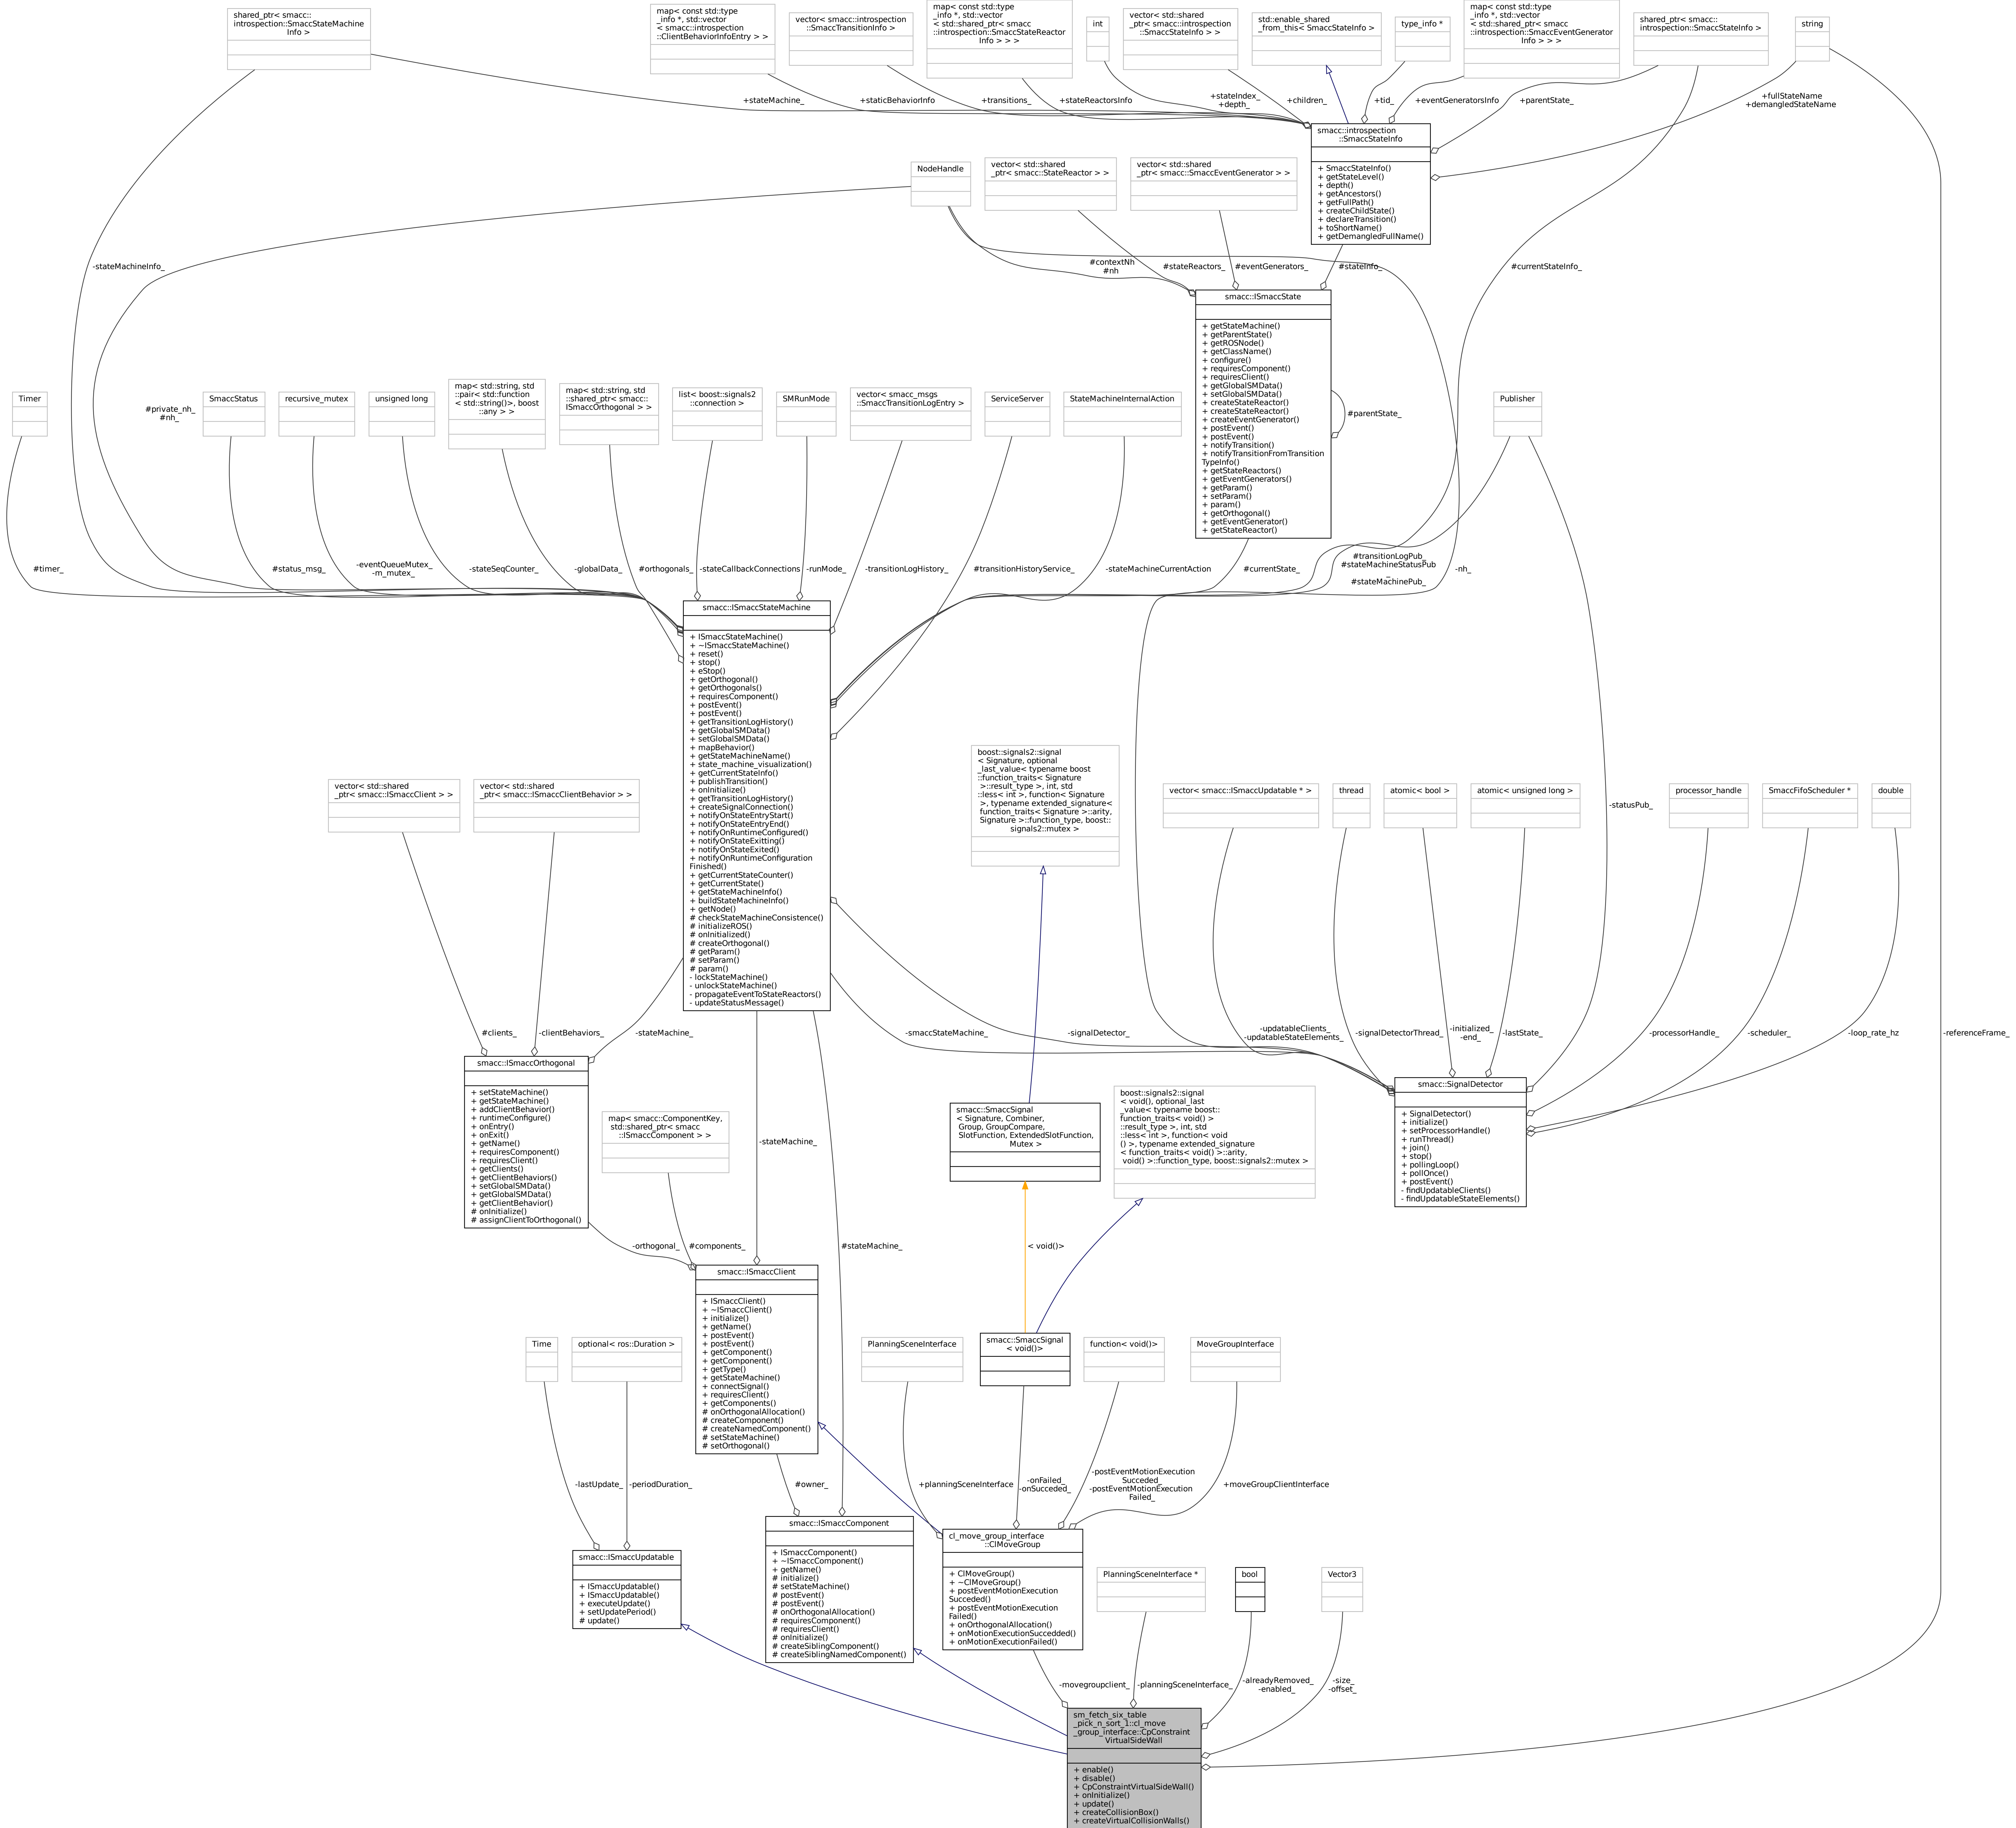 shared_ptr< smacc::
introspection::SmaccStateMachine
Info >
map< const std::type
_info *, std::vector
< smacc::introspection
::ClientBehaviorInfoEntry > >
vector< smacc::introspection
::SmaccTransitionInfo >
map< const std::type
_info *, std::vector
< std::shared_ptr< smacc
::introspection::SmaccStateReactor
Info > > >
int
vector< std::shared
_ptr< smacc::introspection
::SmaccStateInfo > >
std::enable_shared
_from_this< SmaccStateInfo >
type_info *
map< const std::type
_info *, std::vector
< std::shared_ptr< smacc
::introspection::SmaccEventGenerator
Info > > >
shared_ptr< smacc::
introspection::SmaccStateInfo >
string
+stateMachine_
+staticBehaviorInfo
+transitions_
+stateReactorsInfo
+stateIndex_
+depth_
+children_
+tid_
+eventGeneratorsInfo
+parentState_
+fullStateName
+demangledStateName
smacc::introspection
::SmaccStateInfo
+ SmaccStateInfo()
+ getStateLevel()
+ depth()
+ getAncestors()
+ getFullPath()
+ createChildState()
+ declareTransition()
+ toShortName()
+ getDemangledFullName()
NodeHandle
vector< std::shared
_ptr< smacc::StateReactor > >
vector< std::shared
_ptr< smacc::SmaccEventGenerator > >
-stateMachineInfo_
#contextNh
#nh
#stateReactors_
#eventGenerators_
#stateInfo_
#currentStateInfo_
smacc::ISmaccState
+ getStateMachine()
+ getParentState()
+ getROSNode()
+ getClassName()
+ configure()
+ requiresComponent()
+ requiresClient()
+ getGlobalSMData()
+ setGlobalSMData()
+ createStateReactor()
+ createStateReactor()
+ createEventGenerator()
+ postEvent()
+ postEvent()
+ notifyTransition()
+ notifyTransitionFromTransition
TypeInfo()
+ getStateReactors()
+ getEventGenerators()
+ getParam()
+ setParam()
+ param()
+ getOrthogonal()
+ getEventGenerator()
+ getStateReactor()
#parentState_
Timer
#private_nh_
#nh_
SmaccStatus
recursive_mutex
unsigned long
map< std::string, std
::pair< std::function
< std::string()>, boost
::any > >
map< std::string, std
::shared_ptr< smacc::
ISmaccOrthogonal > >
list< boost::signals2
::connection >
SMRunMode
vector< smacc_msgs
::SmaccTransitionLogEntry >
ServiceServer
StateMachineInternalAction
Publisher
#timer_
#status_msg_
-eventQueueMutex_
-m_mutex_
-stateSeqCounter_
-globalData_
#orthogonals_
-stateCallbackConnections
-runMode_
-transitionLogHistory_
#transitionHistoryService_
-stateMachineCurrentAction
#currentState_
#transitionLogPub_
#stateMachineStatusPub
_
#stateMachinePub_
-nh_
smacc::ISmaccStateMachine
+ ISmaccStateMachine()
+ ~ISmaccStateMachine()
+ reset()
+ stop()
+ eStop()
+ getOrthogonal()
+ getOrthogonals()
+ requiresComponent()
+ postEvent()
+ postEvent()
+ getTransitionLogHistory()
+ getGlobalSMData()
+ setGlobalSMData()
+ mapBehavior()
+ getStateMachineName()
+ state_machine_visualization()
+ getCurrentStateInfo()
+ publishTransition()
+ onInitialize()
+ getTransitionLogHistory()
+ createSignalConnection()
+ notifyOnStateEntryStart()
+ notifyOnStateEntryEnd()
+ notifyOnRuntimeConfigured()
+ notifyOnStateExitting()
+ notifyOnStateExited()
+ notifyOnRuntimeConfiguration
Finished()
+ getCurrentStateCounter()
+ getCurrentState()
+ getStateMachineInfo()
+ buildStateMachineInfo()
+ getNode()
# checkStateMachineConsistence()
# initializeROS()
# onInitialized()
# createOrthogonal()
# getParam()
# setParam()
# param()
- lockStateMachine()
- unlockStateMachine()
- propagateEventToStateReactors()
- updateStatusMessage()
vector< std::shared
_ptr< smacc::ISmaccClient > >
vector< std::shared
_ptr< smacc::ISmaccClientBehavior > >
boost::signals2::signal
< Signature, optional
_last_value< typename boost
::function_traits< Signature
>::result_type >, int, std
::less< int >, function< Signature
>, typename extended_signature<
function_traits< Signature >::arity,
Signature >::function_type, boost::
signals2::mutex >
vector< smacc::ISmaccUpdatable * >
thread
atomic< bool >
atomic< unsigned long >
processor_handle
SmaccFifoScheduler *
double
-statusPub_
#clients_
-clientBehaviors_
-stateMachine_
-smaccStateMachine_
-signalDetector_
-updatableClients_
-updatableStateElements_
-signalDetectorThread_
-initialized_
-end_
-lastState_
-processorHandle_
-scheduler_
-loop_rate_hz
-referenceFrame_
smacc::ISmaccOrthogonal
+ setStateMachine()
+ getStateMachine()
+ addClientBehavior()
+ runtimeConfigure()
+ onEntry()
+ onExit()
+ getName()
+ requiresComponent()
+ requiresClient()
+ getClients()
+ getClientBehaviors()
+ setGlobalSMData()
+ getGlobalSMData()
+ getClientBehavior()
# onInitialize()
# assignClientToOrthogonal()
smacc::SignalDetector
+ SignalDetector()
+ initialize()
+ setProcessorHandle()
+ runThread()
+ join()
+ stop()
+ pollingLoop()
+ pollOnce()
+ postEvent()
- findUpdatableClients()
- findUpdatableStateElements()
map< smacc::ComponentKey,
std::shared_ptr< smacc
::ISmaccComponent > >
-stateMachine_
smacc::SmaccSignal
< Signature, Combiner,
Group, GroupCompare,
SlotFunction, ExtendedSlotFunction,
Mutex >
boost::signals2::signal
< void(), optional_last
_value< typename boost::
function_traits< void() >
::result_type >, int, std
::less< int >, function< void
() >, typename extended_signature
< function_traits< void() >::arity,
void() >::function_type, boost::signals2::mutex >
-orthogonal_
#components_
#stateMachine_
< void()>
smacc::ISmaccClient
+ ISmaccClient()
+ ~ISmaccClient()
+ initialize()
+ getName()
+ postEvent()
+ postEvent()
+ getComponent()
+ getComponent()
+ getType()
+ getStateMachine()
+ connectSignal()
+ requiresClient()
+ getComponents()
# onOrthogonalAllocation()
# createComponent()
# createNamedComponent()
# setStateMachine()
# setOrthogonal()
Time
optional< ros::Duration >
PlanningSceneInterface
smacc::SmaccSignal
< void()>
function< void()>
MoveGroupInterface
-lastUpdate_
-periodDuration_
#owner_
+planningSceneInterface
-onFailed_
-onSucceded_
-postEventMotionExecution
Succeded_
-postEventMotionExecution
Failed_
+moveGroupClientInterface
smacc::ISmaccUpdatable
+ ISmaccUpdatable()
+ ISmaccUpdatable()
+ executeUpdate()
+ setUpdatePeriod()
# update()
smacc::ISmaccComponent
+ ISmaccComponent()
+ ~ISmaccComponent()
+ getName()
# initialize()
# setStateMachine()
# postEvent()
# postEvent()
# onOrthogonalAllocation()
# requiresComponent()
# requiresClient()
# onInitialize()
# createSiblingComponent()
# createSiblingNamedComponent()
cl_move_group_interface
::ClMoveGroup
+ ClMoveGroup()
+ ~ClMoveGroup()
+ postEventMotionExecution
Succeded()
+ postEventMotionExecution
Failed()
+ onOrthogonalAllocation()
+ onMotionExecutionSuccedded()
+ onMotionExecutionFailed()
PlanningSceneInterface *
bool
Vector3
-movegroupclient_
-planningSceneInterface_
-alreadyRemoved_
-enabled_
-size_
-offset_
sm_fetch_six_table
_pick_n_sort_1::cl_move
_group_interface::CpConstraint
VirtualSideWall
+ enable()
+ disable()
+ CpConstraintVirtualSideWall()
+ onInitialize()
+ update()
+ createCollisionBox()
+ createVirtualCollisionWalls()